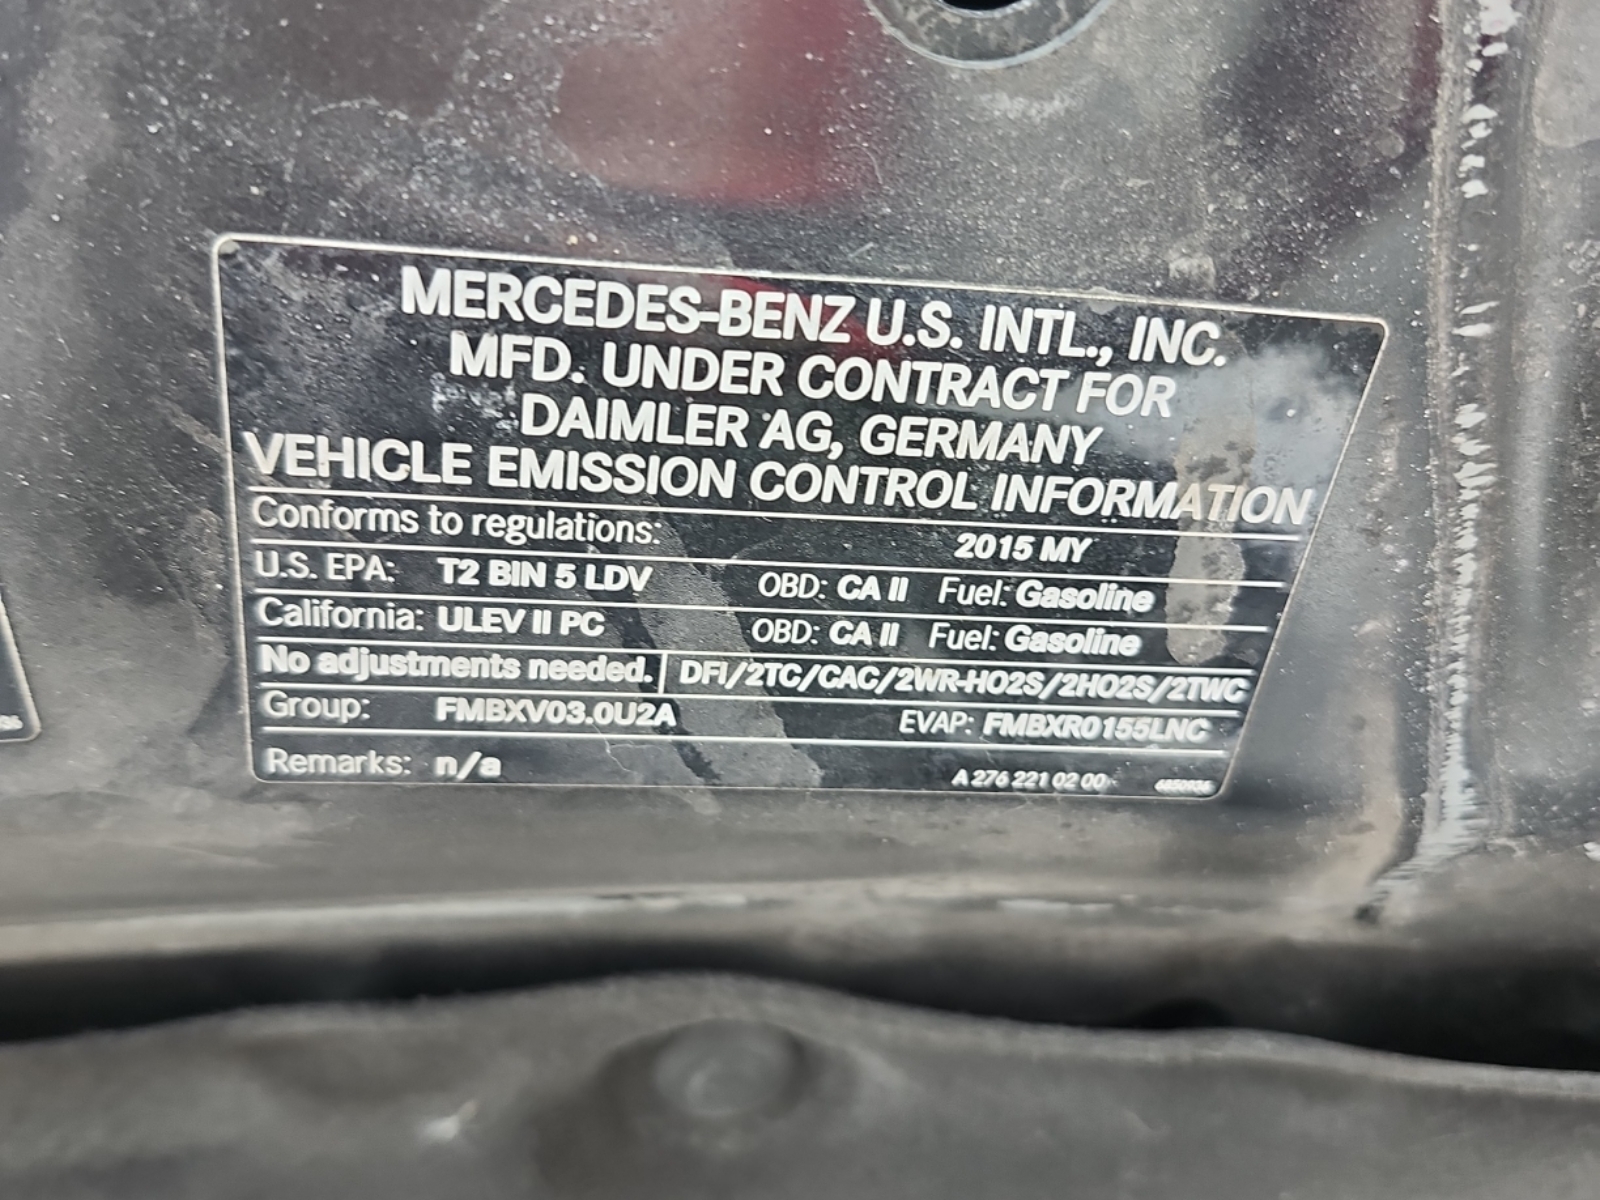 MERCEDES-BENZ U.S. INTL., INC.
MFD. UNDER CONTRACT FOR
DAIMLER AG, GERMANY
VEHICLE EMISSION CONTROL INFORMATION
Conforms to regulations: 2015 MY
U.S. EPA: T2 BIN 5 LDV OBD: CA II Fuel: Gasoline
California: ULEV II PC OBD: CA II Fuel: Gasoline
No adjustments needed. DFI/2TC/CAC/2WR-HO2S/2HO2S/2TWC
Group: FMBXV03.0U2A EVAP: FMBXR0155LNC
Remarks: n/a A 276 221 02 00